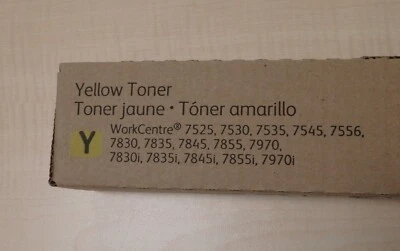 Yellow Toner
Toner jaune • Tóner amarillo
Y
WorkCentre® 7525, 7530, 7535, 7545, 7556,
7830, 7835, 7845, 7855, 7970,
7830i, 7835i, 7845i, 7855i, 7970i